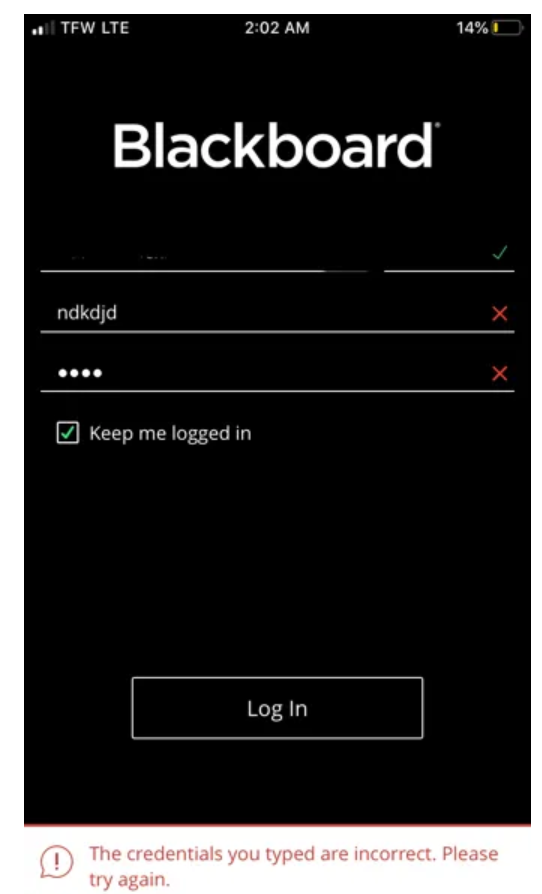 TFW LTE 2:02 AM 14%
Blackboard
ndkdjd
••••
Keep me logged in
Log In
The credentials you typed are incorrect. Please
try again.